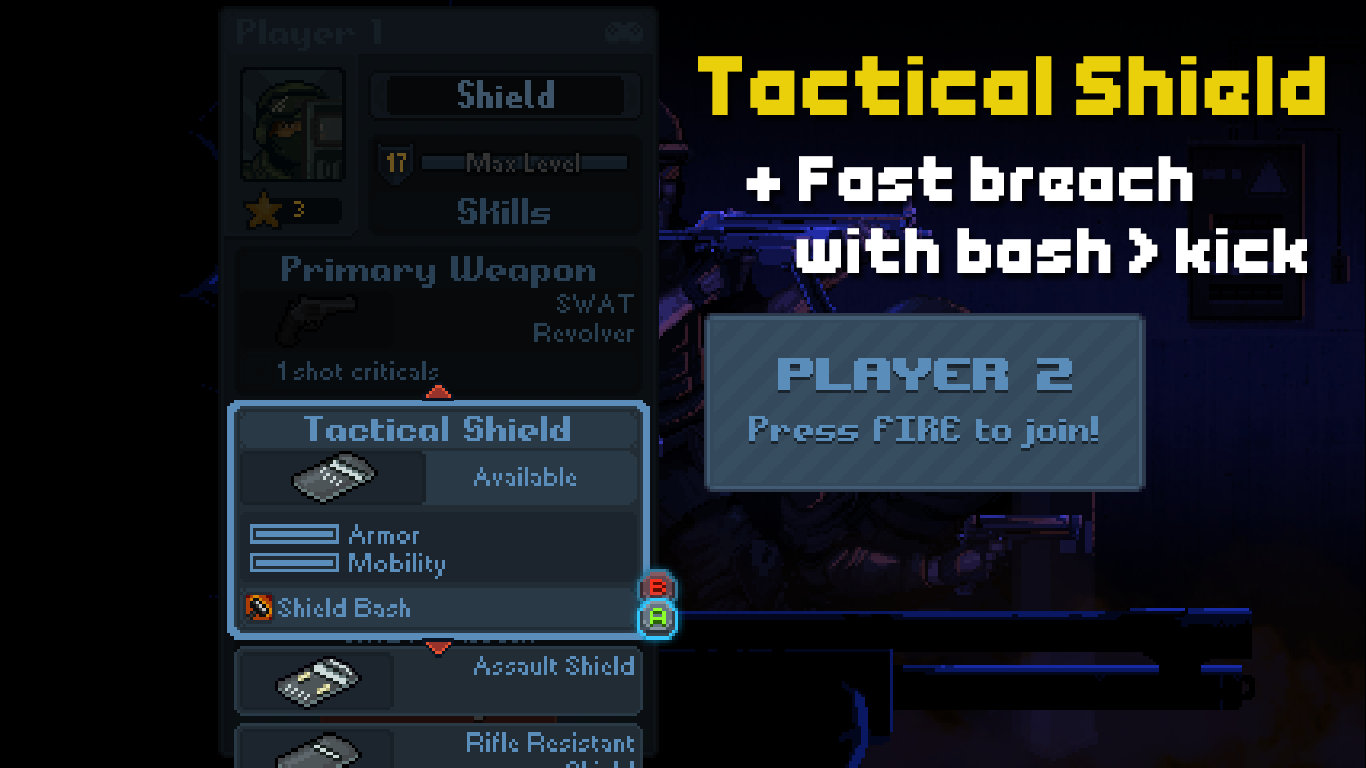 Player 1
Shield
17
Max Level
3
Skills
Primary Weapon
SWAT
Revolver
1 shot criticals
Tactical Shield
Available
Armor
Mobility
Shield Bash
B
A
Assault Shield
Rifle Resistant
Shield
Tactical Shield
+ Fast breach
with bash > kick
PLAYER 2
Press FIRE to join!